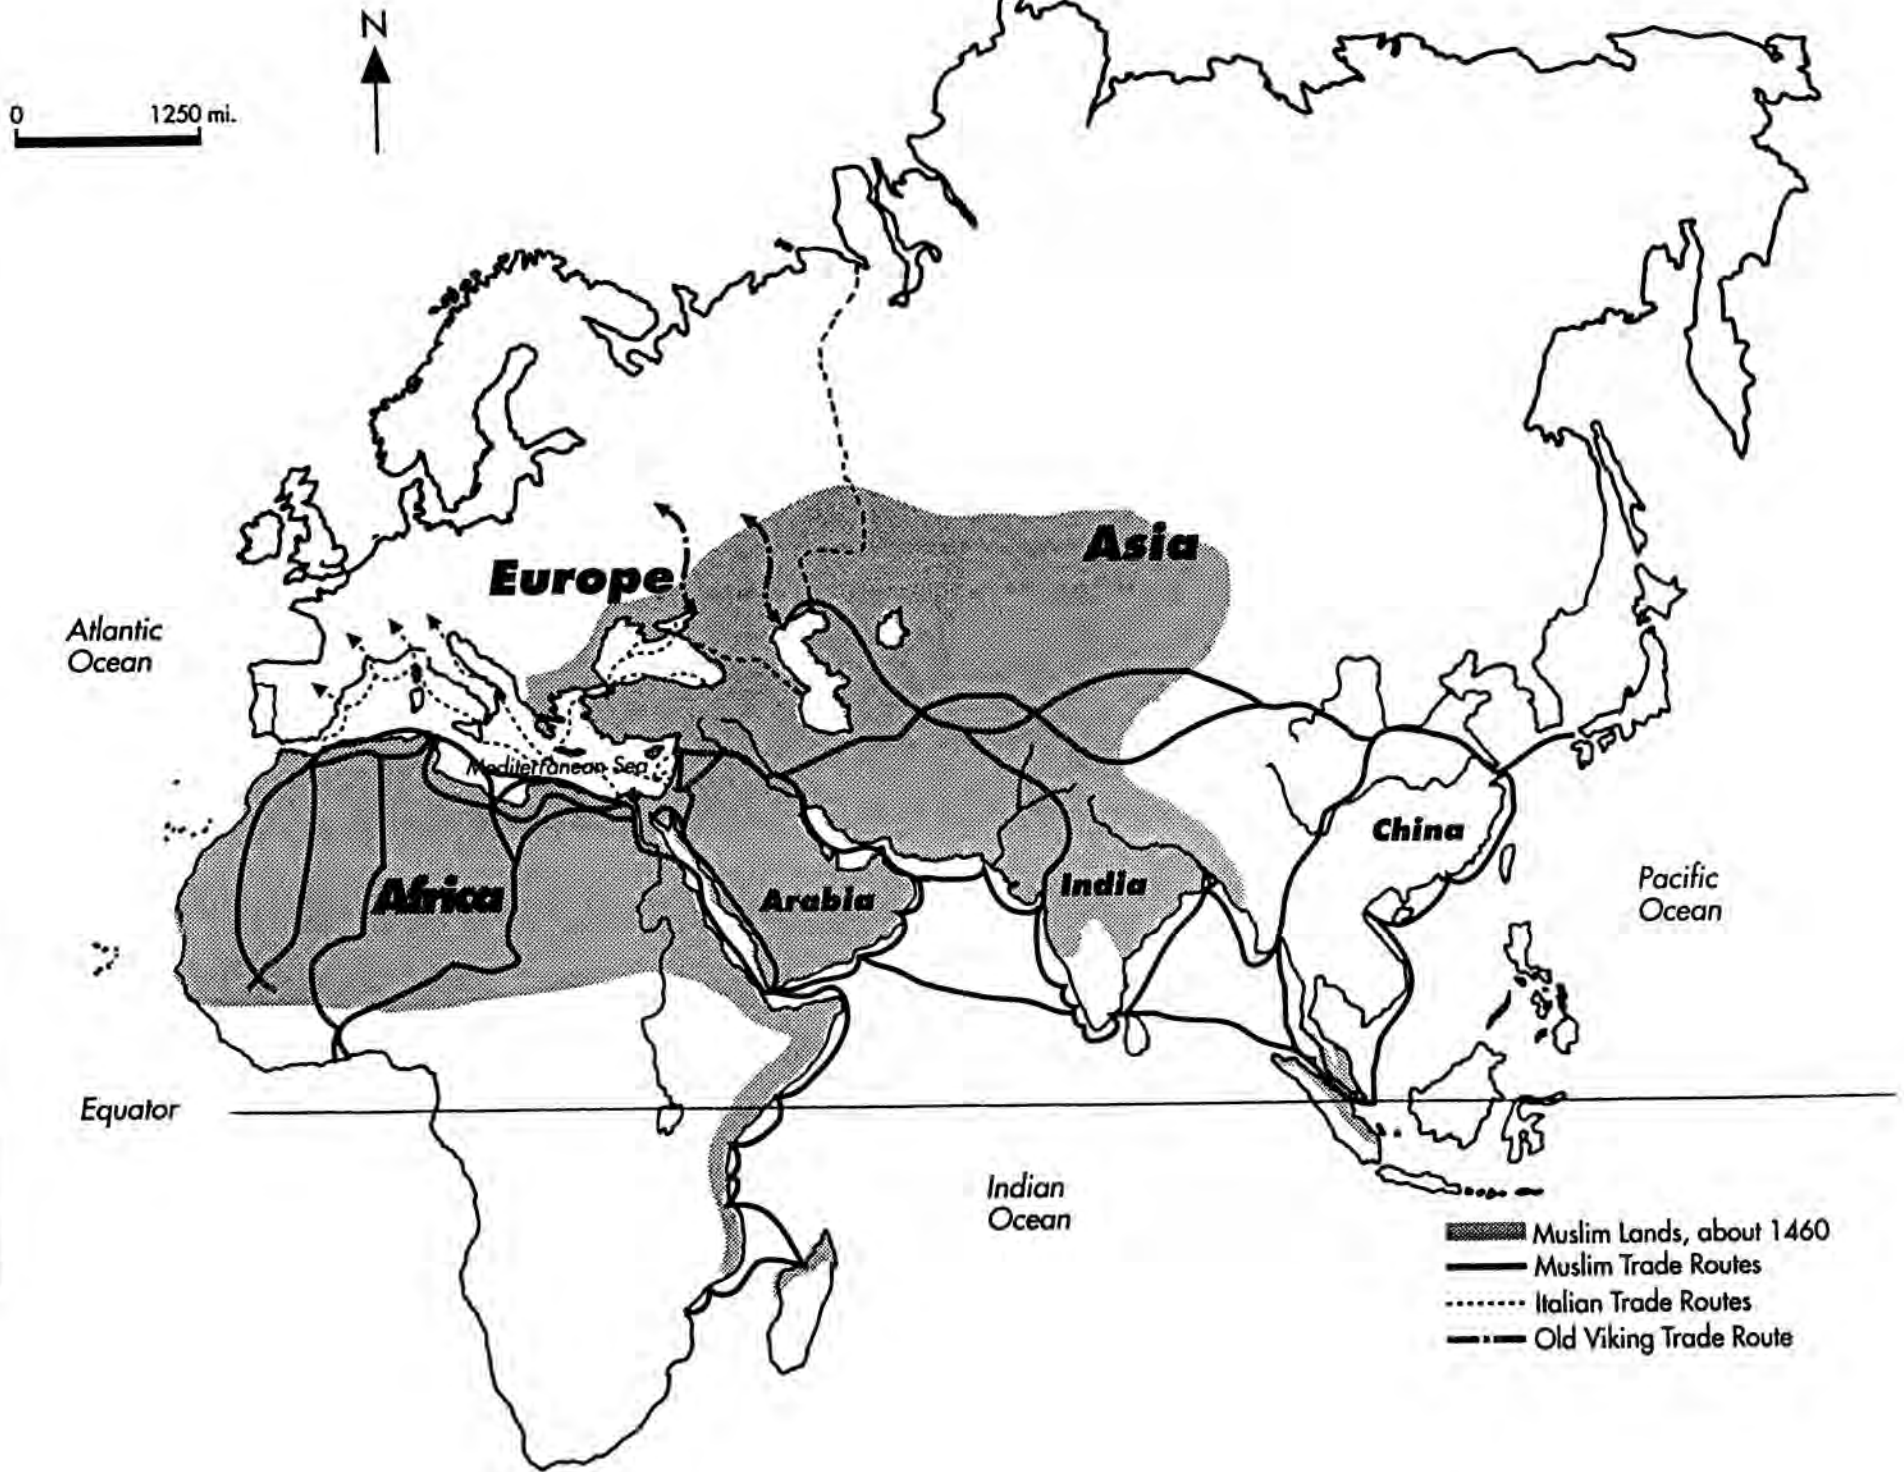 N
0 1250 mi.
Europe
Asia
Atlantic
Ocean
Mediterranean Sea
China
Africa
Arabia
India
Pacific
Ocean
Equator
Indian
Ocean
Muslim Lands, about 1460
Muslim Trade Routes
Italian Trade Routes
Old Viking Trade Route